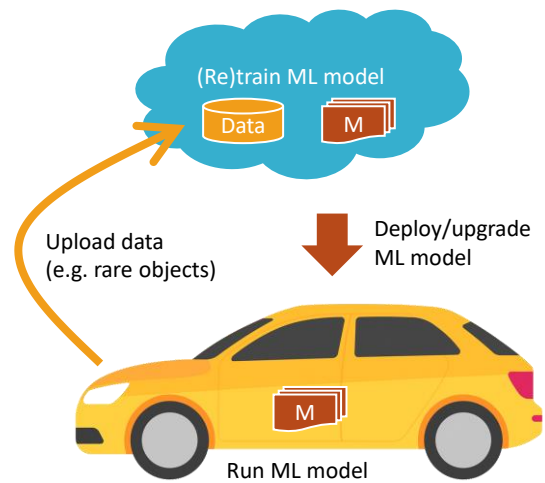 (Re)train ML model
Data
M
Upload data
(e.g. rare objects)
Deploy/upgrade
ML model
M
Run ML model